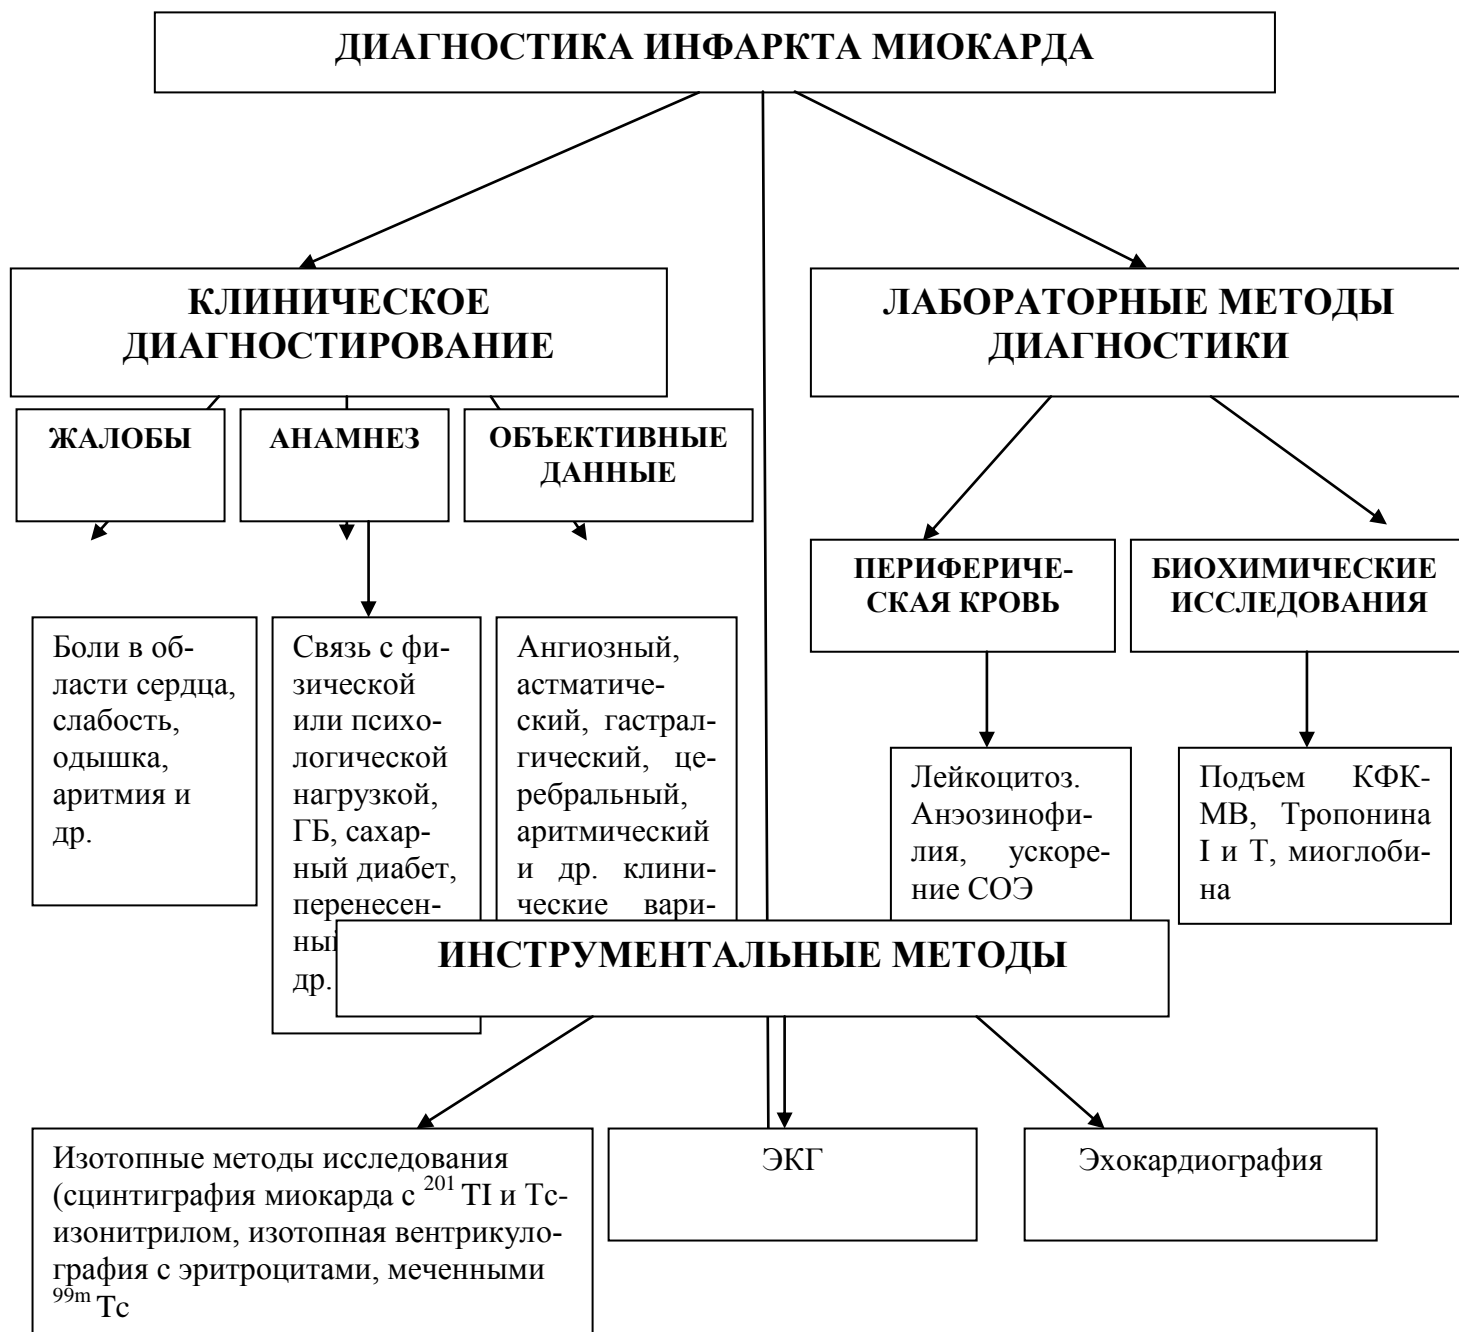 ДИАГНОСТИКА ИНФАРКТА МИОКАРДА
КЛИНИЧЕСКОЕ
ДИАГНОСТИРОВАНИЕ
ЛАБОРАТОРНЫЕ МЕТОДЫ
ДИАГНОСТИКИ
ЖАЛОБЫ
АНАМНЕЗ
ОБЪЕКТИВНЫЕ
ДАННЫЕ
ПЕРИФЕРИЧЕ-
СКАЯ КРОВЬ
БИОХИМИЧЕСКИЕ
ИССЛЕДОВАНИЯ
Боли в об-
ласти сердца,
слабость,
одышка,
аритмия и
др.
Связь с фи-
зической
или психо-
логической
нагрузкой,
ГБ, сахар-
ный диабет,
перенесен-
ный
др.
Ангиозный,
астматиче-
ский, гастрал-
гический, це-
ребральный,
аритмический
и др. клини-
ческие вари-
Лейкоцитоз.
Анэозинофи-
лия, ускоре-
ние СОЭ
Подъем КФК-
МВ, Тропонина
I и Т, миоглоби-
на
ИНСТРУМЕНТАЛЬНЫЕ МЕТОДЫ
Изотопные методы исследования
(сцинтиграфия миокарда с 201 TI и Тс-
изонитрилом, изотопная вентрикуло-
графия с эритроцитами, меченными
99m Тс
ЭКГ
Эхокардиография